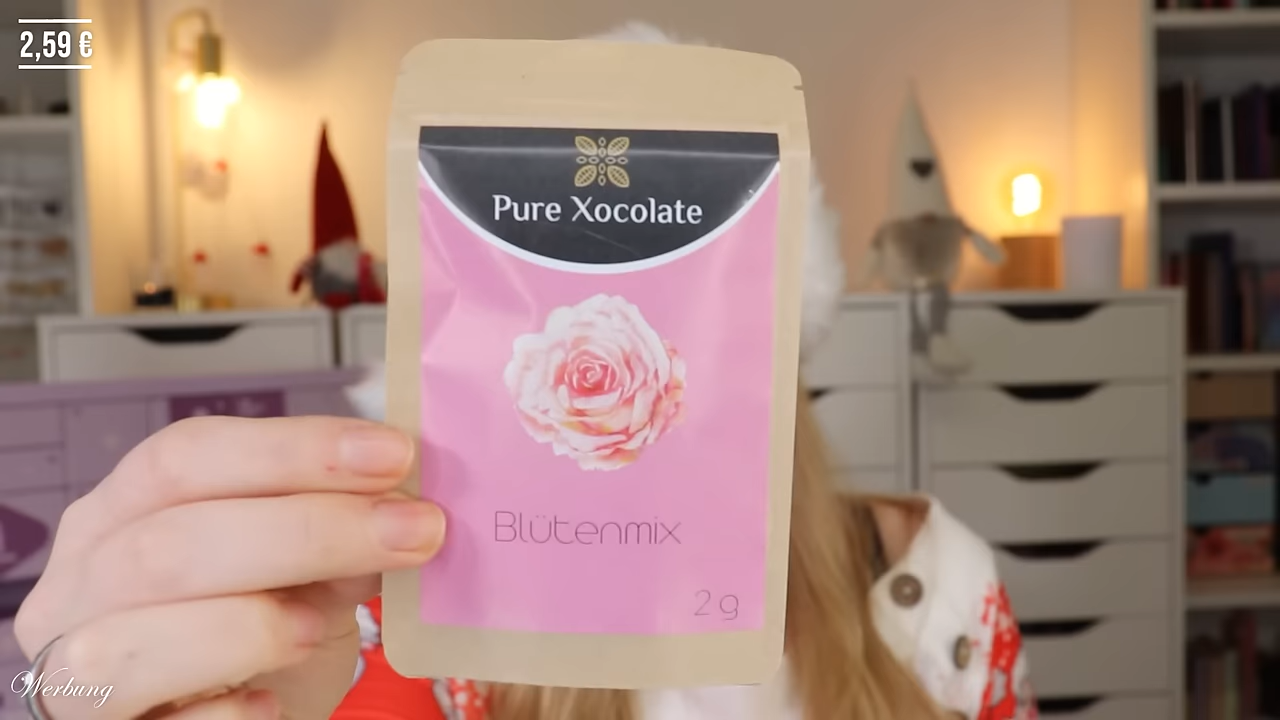 2,59 €
Pure Xocolate
Blütenmix
2 g
Werbung